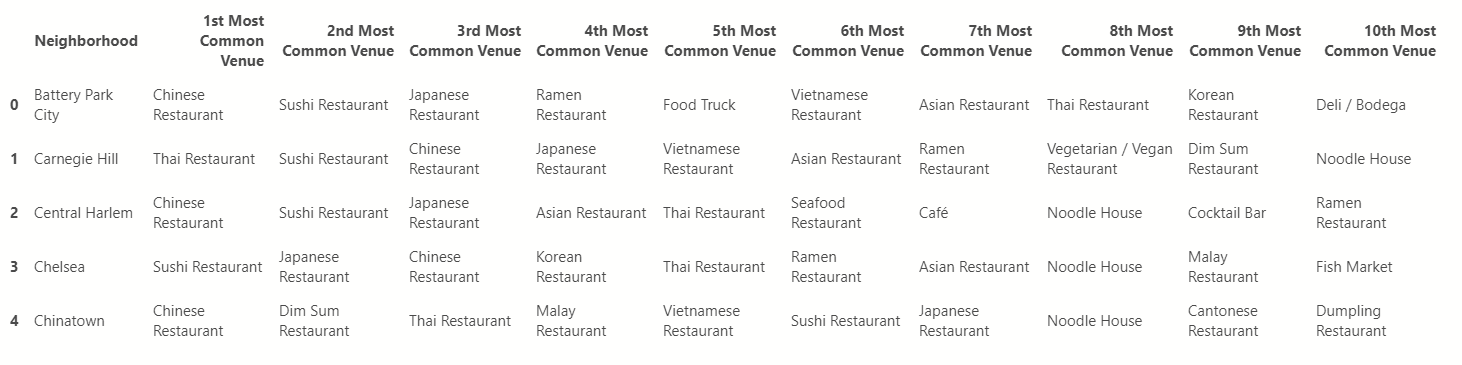 Neighborhood 1st Most Common Venue 2nd Most Common Venue 3rd Most Common Venue 4th Most Common Venue 5th Most Common Venue 6th Most Common Venue 7th Most Common Venue 8th Most Common Venue 9th Most Common Venue 10th Most Common Venue
0 Battery Park City Chinese Restaurant Sushi Restaurant Japanese Restaurant Ramen Restaurant Food Truck Vietnamese Restaurant Asian Restaurant Thai Restaurant Korean Restaurant Deli / Bodega
1 Carnegie Hill Thai Restaurant Sushi Restaurant Chinese Restaurant Japanese Restaurant Vietnamese Restaurant Asian Restaurant Ramen Restaurant Vegetarian / Vegan Restaurant Dim Sum Restaurant Noodle House
2 Central Harlem Chinese Restaurant Sushi Restaurant Japanese Restaurant Asian Restaurant Thai Restaurant Seafood Restaurant Café Noodle House Cocktail Bar Ramen Restaurant
3 Chelsea Sushi Restaurant Japanese Restaurant Chinese Restaurant Korean Restaurant Thai Restaurant Ramen Restaurant Asian Restaurant Noodle House Malay Restaurant Fish Market
4 Chinatown Chinese Restaurant Dim Sum Restaurant Thai Restaurant Malay Restaurant Vietnamese Restaurant Sushi Restaurant Japanese Restaurant Noodle House Cantonese Restaurant Dumpling Restaurant